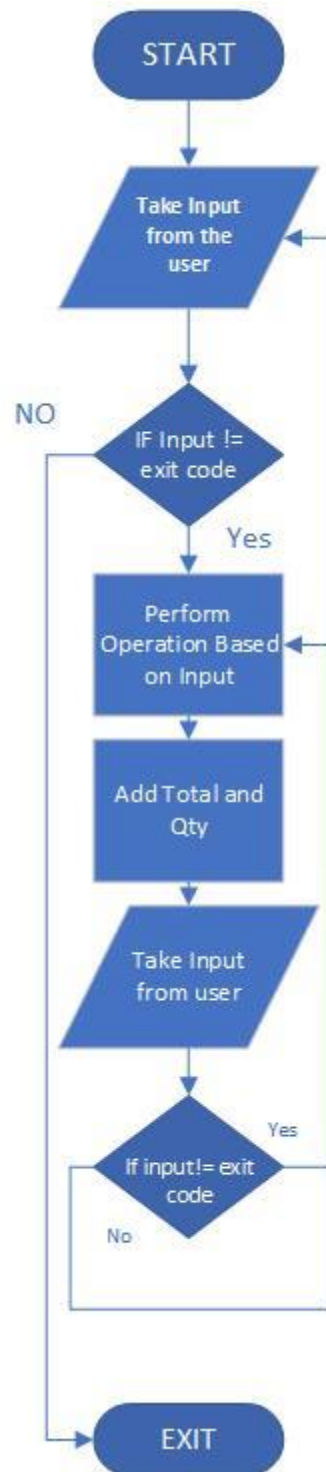 START
Take Input
from the
user
NO
IF Input !=
exit code
Yes
Perform
Operation Based
on Input
Add Total and
Qty
Take Input
from user
Yes
If input!= exit
code
No
EXIT